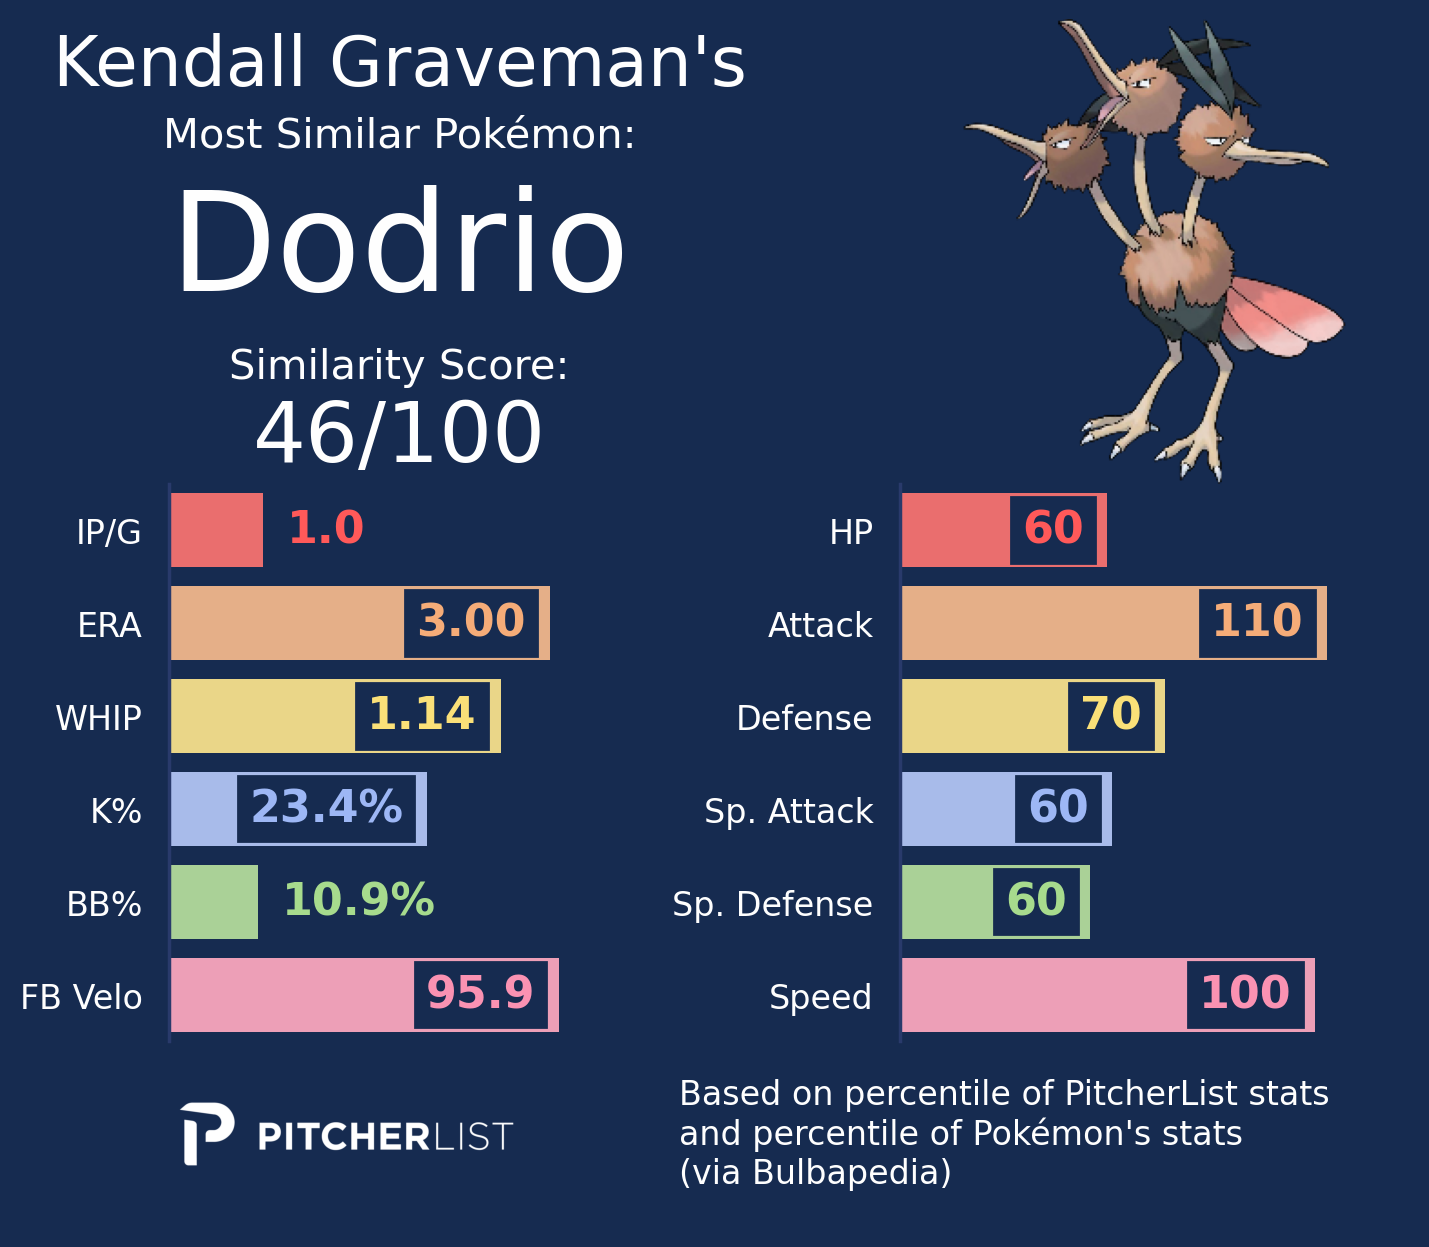 Kendall Graveman's
Most Similar Pokémon:
Dodrio
Similarity Score:
46/100
IP/G 1.0
ERA 3.00
WHIP 1.14
K% 23.4%
BB% 10.9%
FB Velo 95.9
HP 60
Attack 110
Defense 70
Sp. Attack 60
Sp. Defense 60
Speed 100
PITCHERLIST
Based on percentile of PitcherList stats
and percentile of Pokémon's stats
(via Bulbapedia)